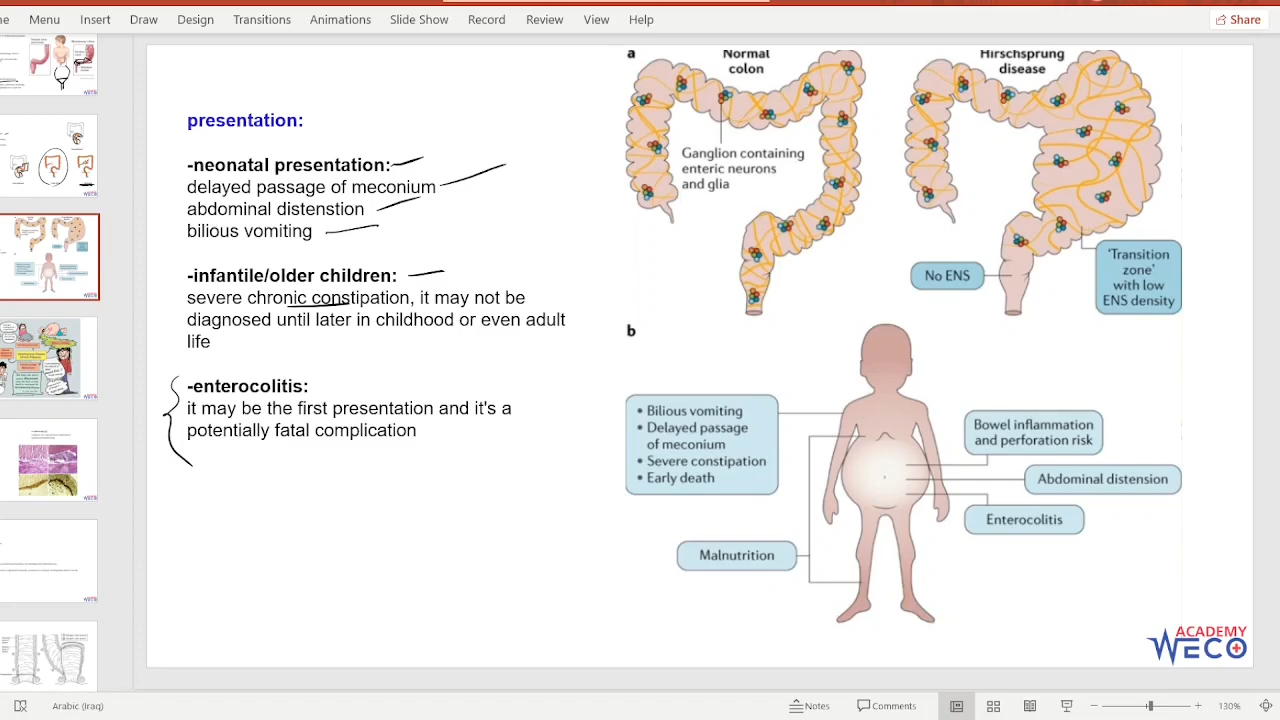 Menu Insert Draw Design Transitions Animations Slide Show Record Review View Help Share
presentation:
-neonatal presentation:
delayed passage of meconium
abdominal distenstion
bilious vomiting
-infantile/older children:
severe chronic constipation, it may not be
diagnosed until later in childhood or even adult
life
-enterocolitis:
it may be the first presentation and it's a
potentially fatal complication
a
Normal
colon
Hirschsprung
disease
Ganglion containing
enteric neurons
and glia
No ENS
'Transition
zone'
with low
ENS density
b
• Bilious vomiting
• Delayed passage
of meconium
• Severe constipation
• Early death
Malnutrition
Bowel inflammation
and perforation risk
Abdominal distension
Enterocolitis
ACADEMY
WECO
Arabic (Iraq) Notes Comments 130%